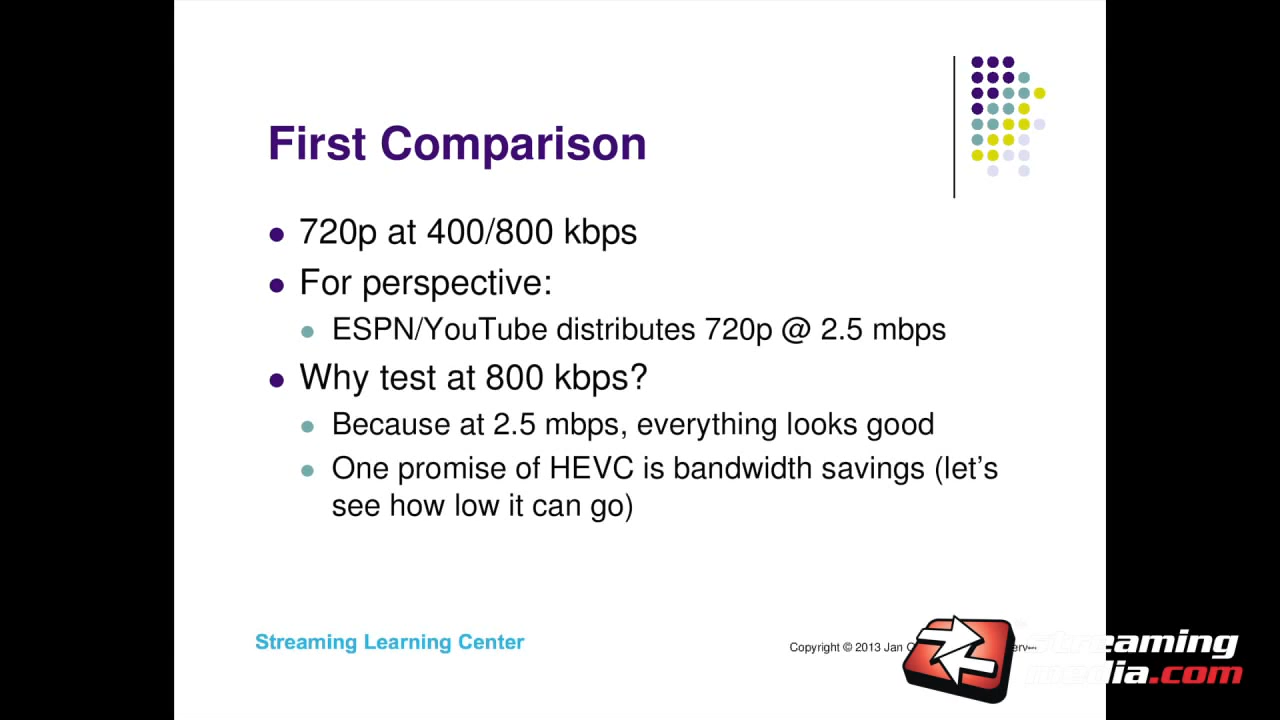 First Comparison
720p at 400/800 kbps
For perspective:
ESPN/YouTube distributes 720p @ 2.5 mbps
Why test at 800 kbps?
Because at 2.5 mbps, everything looks good
One promise of HEVC is bandwidth savings (let's
see how low it can go)
Streaming Learning Center
Copyright © 2013 Jan
streaming
media.com